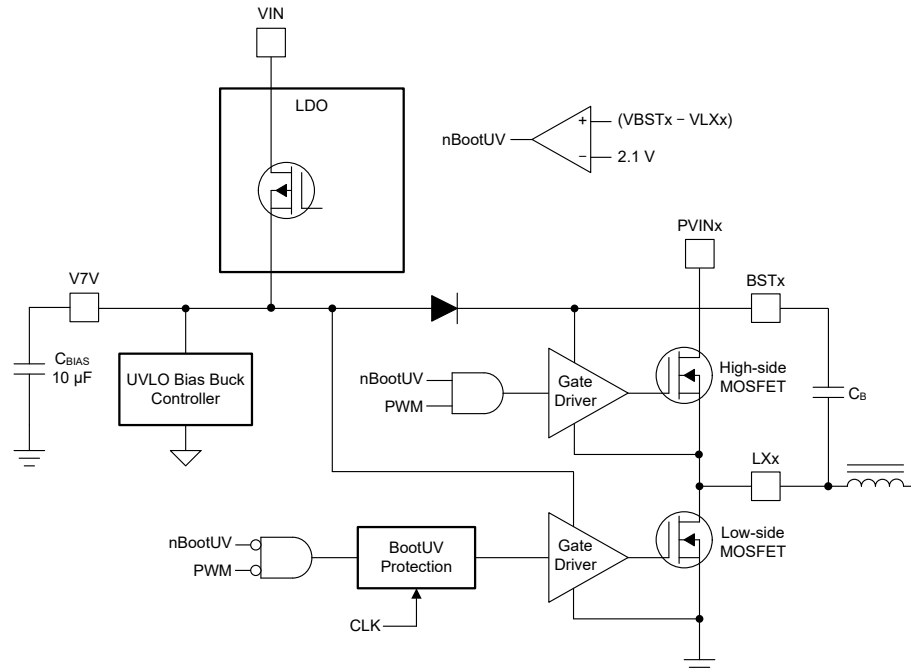 VIN
LDO
nBootUV
+
(VBSTx − VLXx)
−
2.1 V
PVINx
V7V
BSTx
CBIAS
10 µF
UVLO Bias Buck
Controller
nBootUV
PWM
Gate
Driver
High-side
MOSFET
CB
LXx
nBootUV
PWM
BootUV
Protection
Gate
Driver
Low-side
MOSFET
CLK